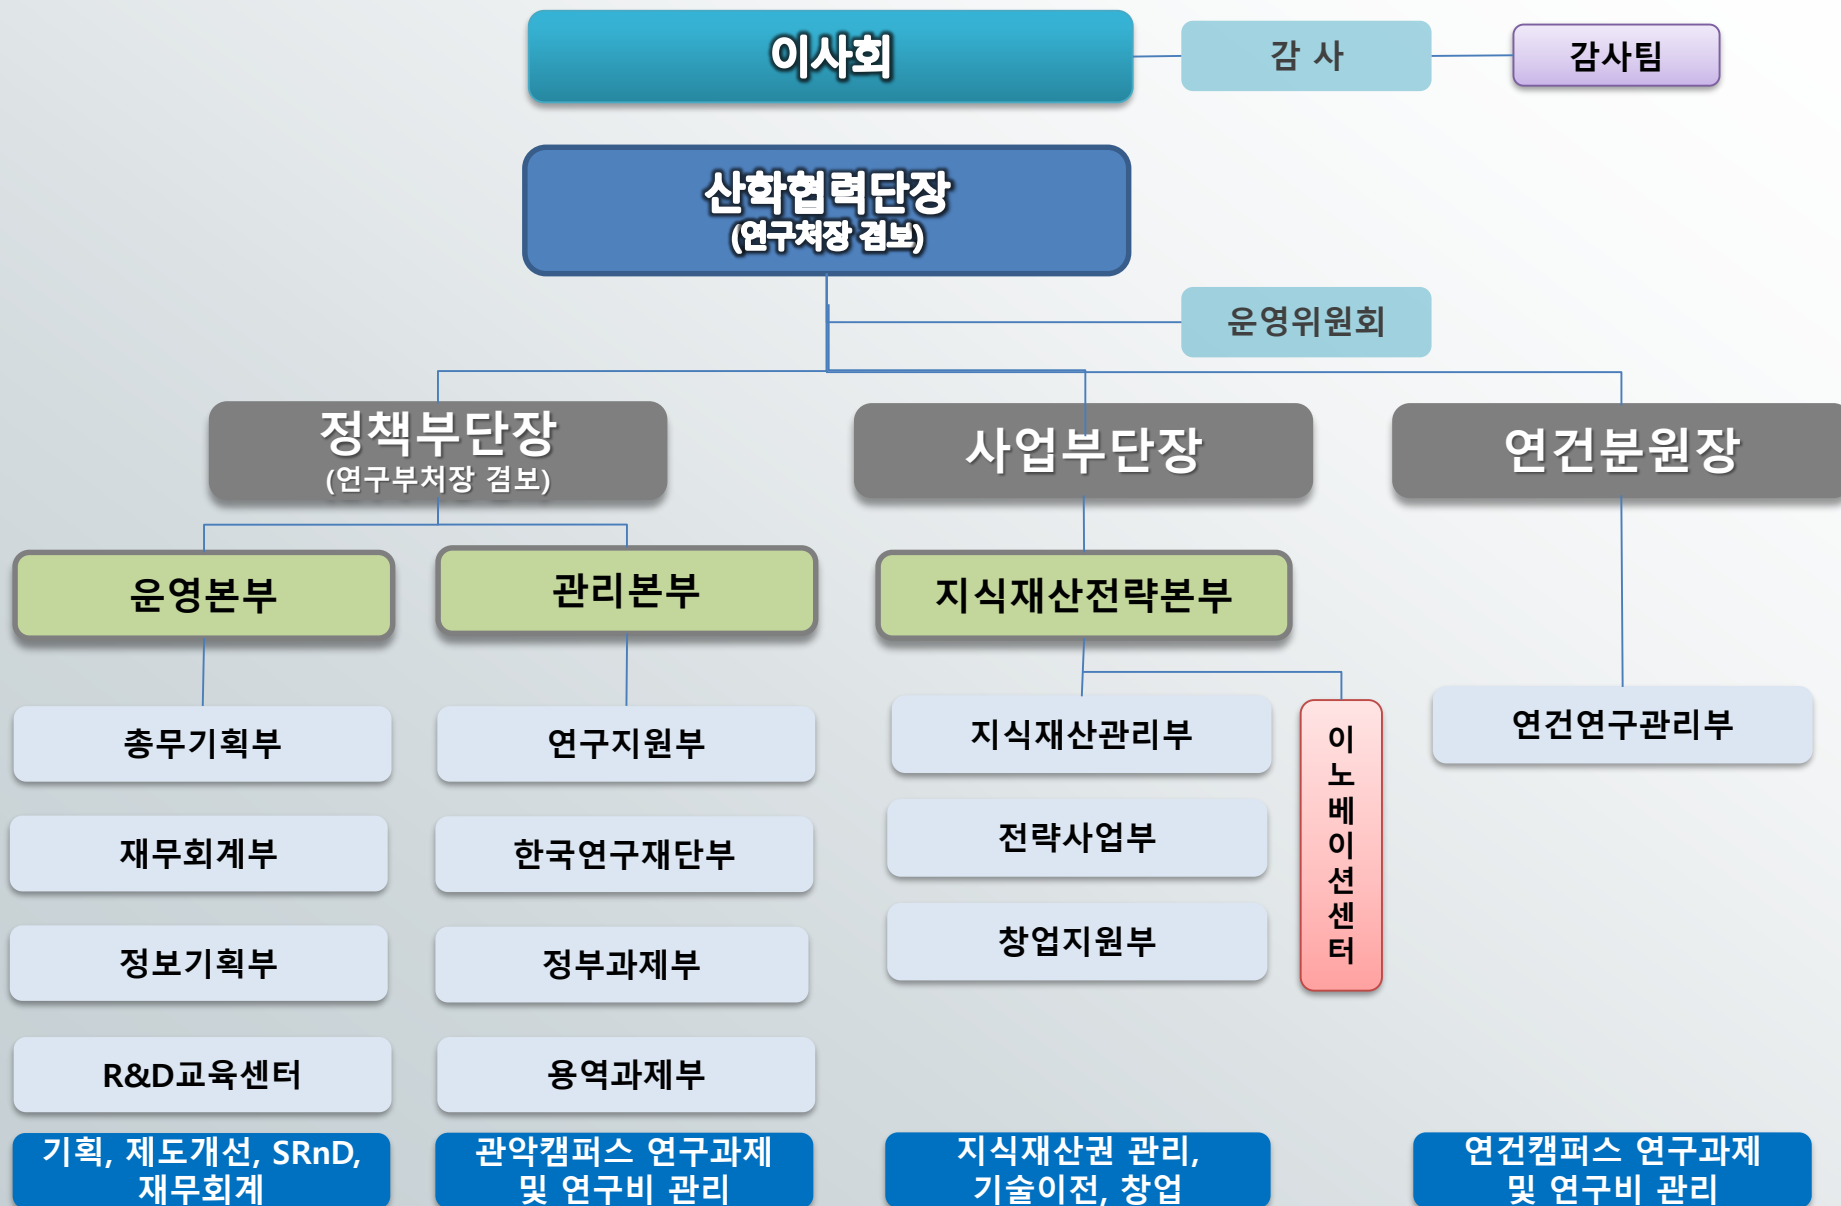 이사회
감 사
감사팀
산학협력단장
(연구처장 겸보)
운영위원회
정책부단장
(연구부처장 겸보)
사업부단장
연건분원장
운영본부
관리본부
지식재산전략본부
총무기획부
연구지원부
지식재산관리부
이
노
베
이
션
센
터
연건연구관리부
재무회계부
한국연구재단부
전략사업부
정보기획부
정부과제부
창업지원부
R&D교육센터
용역과제부
기획, 제도개선, SRnD,
재무회계
관악캠퍼스 연구과제
및 연구비 관리
지식재산권 관리,
기술이전, 창업
연건캠퍼스 연구과제
및 연구비 관리